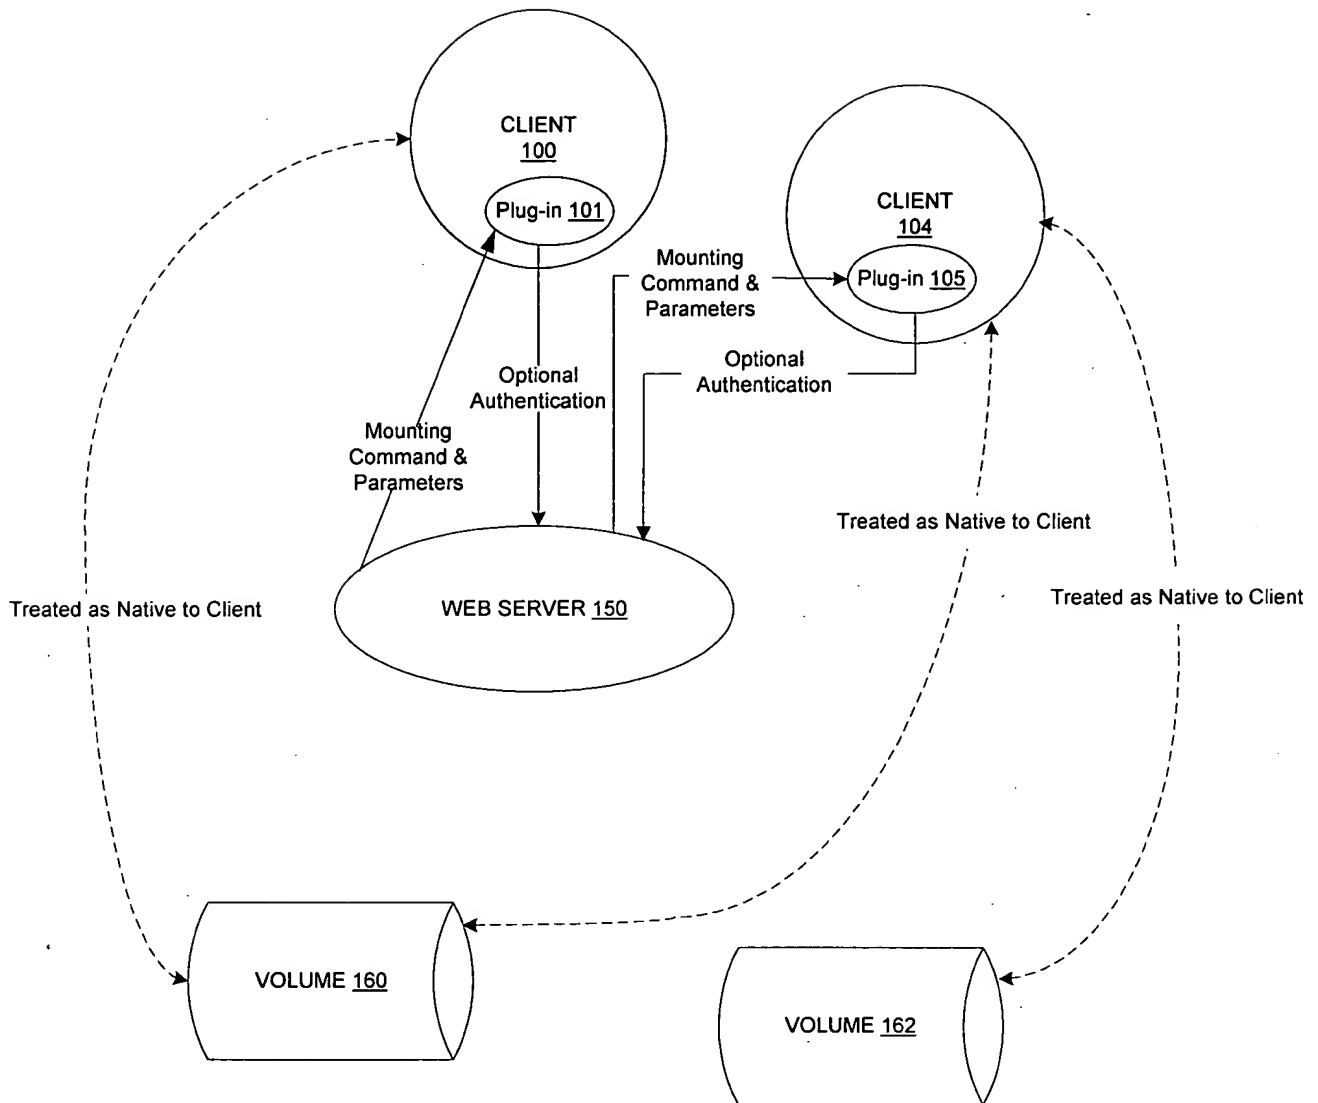 CLIENT
100
Plug-in 101
CLIENT
104
Plug-in 105
Mounting
Command &
Parameters
Optional
Authentication
Optional
Authentication
Mounting
Command &
Parameters
Treated as Native to Client
Treated as Native to Client
Treated as Native to Client
WEB SERVER 150
VOLUME 160
VOLUME 162